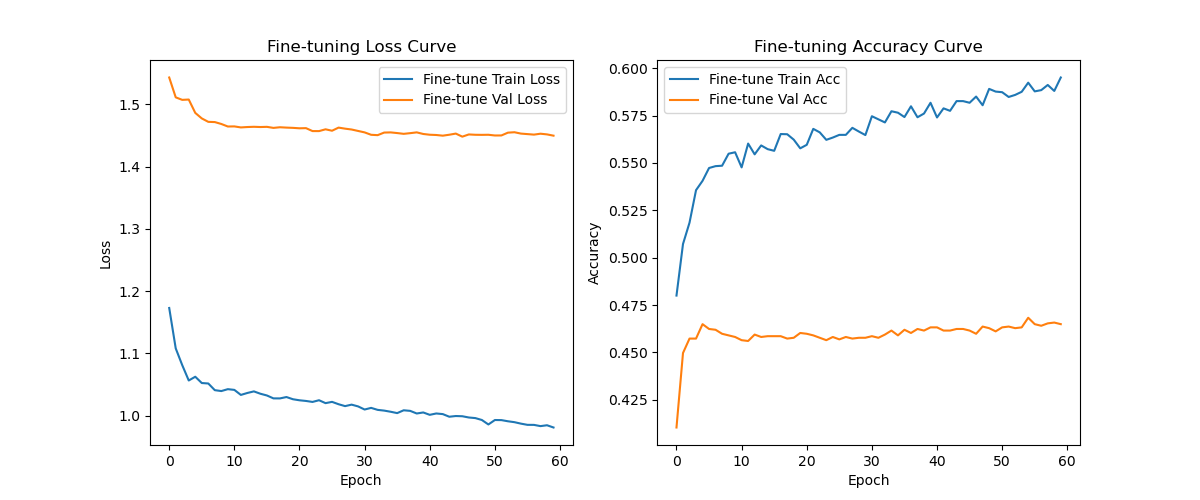 Fine-tuning Loss Curve
Fine-tune Train Loss
Fine-tune Val Loss
1.5
1.4
1.3
1.2
1.1
1.0
Loss
0 10 20 30 40 50 60
Epoch
Fine-tuning Accuracy Curve
Fine-tune Train Acc
Fine-tune Val Acc
0.600
0.575
0.550
0.525
0.500
0.475
0.450
0.425
Accuracy
0 10 20 30 40 50 60
Epoch